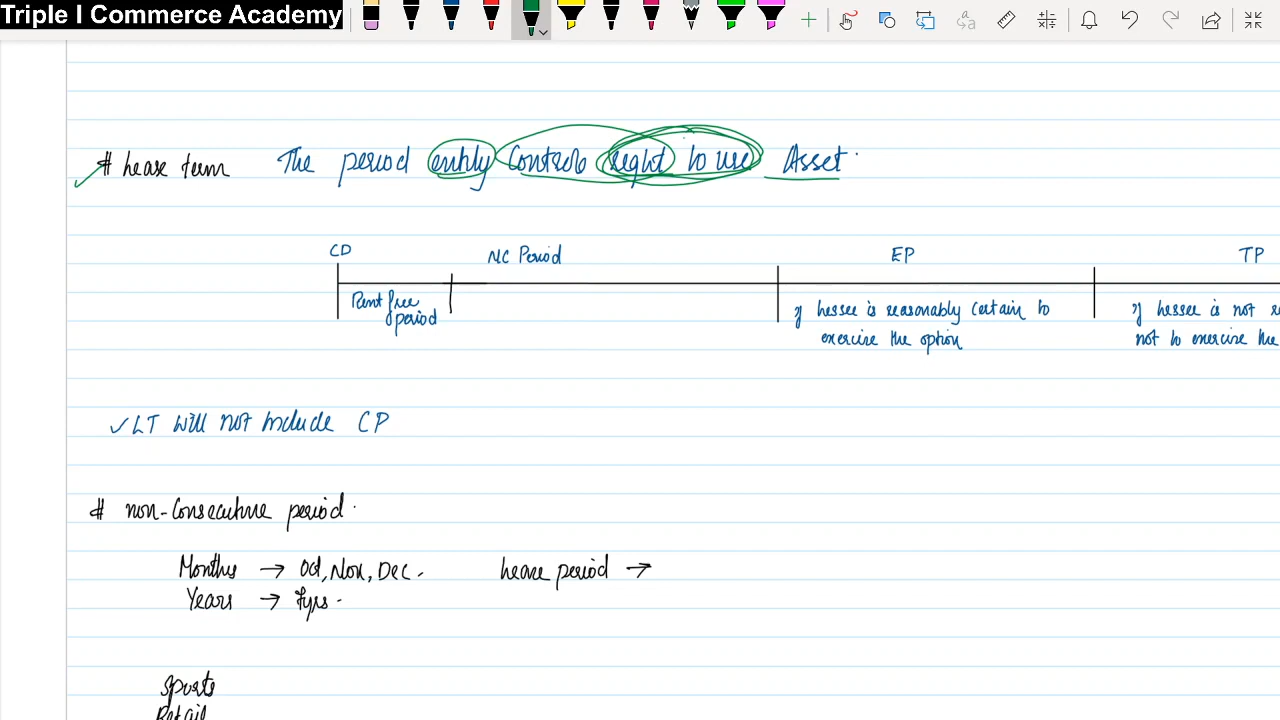 Triple I Commerce Academy
# Lease term The period entity Controls right to use Asset.
CD NC Period EP TP
Rent free period
if lessee is reasonably certain to exercise the option
if lessee is not re
not to exercise the
✓ LT will not include CP
# non-Consecutive period.
Months → Oct, Nov, Dec. Lease period →
Years →
Sports
Retail